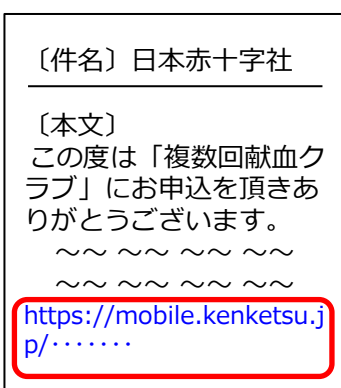 〔件名〕日本赤十字社
〔本文〕
この度は「複数回献血ク
ラブ」にお申込を頂きあ
りがとうございます。
～～ ～～ ～～ ～～
～～ ～～ ～～ ～～
https://mobile.kenketsu.j
p/・・・・・・・